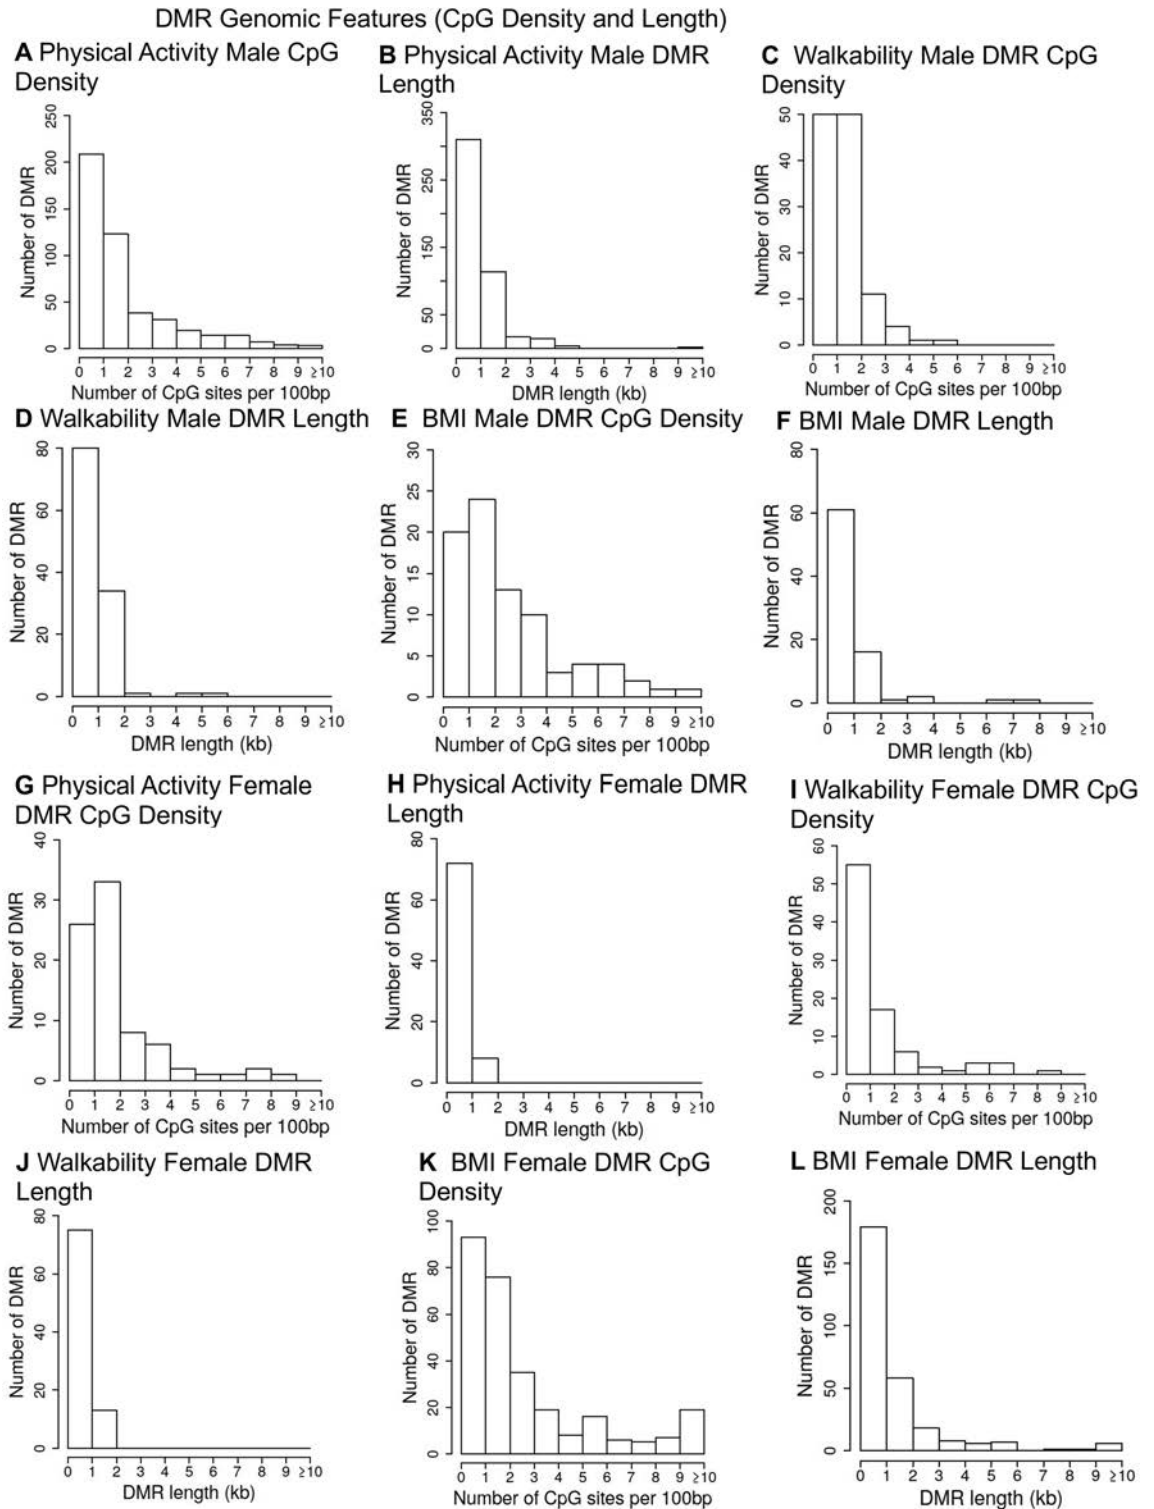 DMR Genomic Features (CpG Density and Length)
A Physical Activity Male CpG
Density
250
200
150
100
50
0
Number of DMR
0 1 2 3 4 5 6 7 8 9 ≥10
Number of CpG sites per 100bp
B Physical Activity Male DMR
Length
350
250
150
50
0
Number of DMR
0 1 2 3 4 5 6 7 8 9 ≥10
DMR length (kb)
C Walkability Male DMR CpG
Density
50
40
30
20
10
0
Number of DMR
0 1 2 3 4 5 6 7 8 9 ≥10
Number of CpG sites per 100bp
D Walkability Male DMR Length
80
60
40
20
0
Number of DMR
0 1 2 3 4 5 6 7 8 9 ≥10
DMR length (kb)
E BMI Male DMR CpG Density
30
25
20
15
10
5
0
Number of DMR
0 1 2 3 4 5 6 7 8 9 ≥10
Number of CpG sites per 100bp
F BMI Male DMR Length
80
60
40
20
0
Number of DMR
0 1 2 3 4 5 6 7 8 9 ≥10
DMR length (kb)
G Physical Activity Female
DMR CpG Density
40
30
20
10
0
Number of DMR
0 1 2 3 4 5 6 7 8 9 ≥10
Number of CpG sites per 100bp
H Physical Activity Female DMR
Length
80
60
40
20
0
Number of DMR
0 1 2 3 4 5 6 7 8 9 ≥10
DMR length (kb)
I Walkability Female DMR CpG
Density
60
50
40
30
20
10
0
Number of DMR
0 1 2 3 4 5 6 7 8 9 ≥10
Number of CpG sites per 100bp
J Walkability Female DMR
Length
80
60
40
20
0
Number of DMR
0 1 2 3 4 5 6 7 8 9 ≥10
DMR length (kb)
K BMI Female DMR CpG
Density
100
80
60
40
20
0
Number of DMR
0 1 2 3 4 5 6 7 8 9 ≥10
Number of CpG sites per 100bp
L BMI Female DMR Length
200
150
100
50
0
Number of DMR
0 1 2 3 4 5 6 7 8 9 ≥10
DMR length (kb)